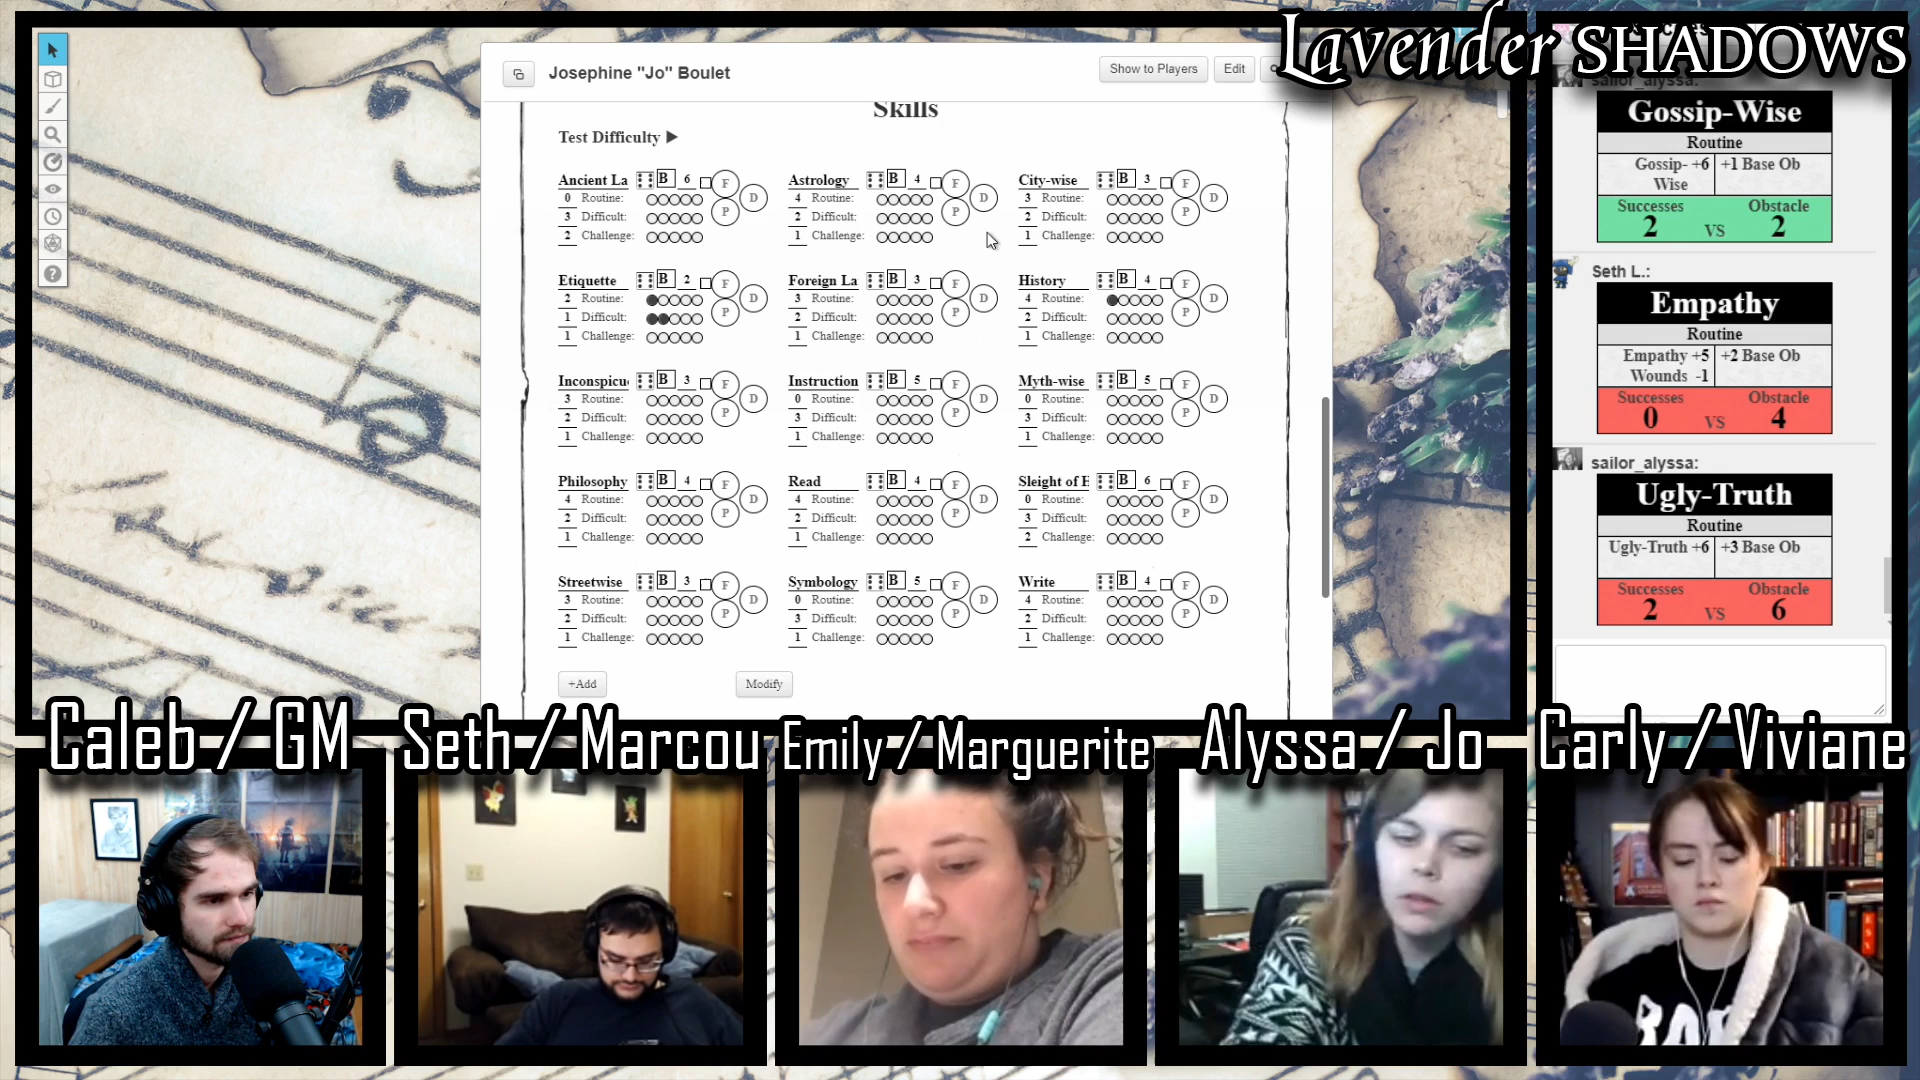 Lavender SHADOWS
Josephine "Jo" Boulet
Show to Players
Edit
Skills
Test Difficulty ▶
Ancient La B 6 F D P
0 Routine:
3 Difficult:
2 Challenge:
Astrology B 4 F D P
4 Routine:
2 Difficult:
1 Challenge:
City-wise B 3 F D P
3 Routine:
2 Difficult:
1 Challenge:
Etiquette B 2 F D P
2 Routine:
1 Difficult:
1 Challenge:
Foreign La B 3 F D P
3 Routine:
2 Difficult:
1 Challenge:
History B 4 F D P
4 Routine:
2 Difficult:
1 Challenge:
Inconspicu B 3 F D P
3 Routine:
2 Difficult:
1 Challenge:
Instruction B 5 F D P
0 Routine:
3 Difficult:
1 Challenge:
Myth-wise B 5 F D P
0 Routine:
3 Difficult:
1 Challenge:
Philosophy B 4 F D P
4 Routine:
2 Difficult:
1 Challenge:
Read B 4 F D P
4 Routine:
2 Difficult:
1 Challenge:
Sleight of H B 6 F D P
0 Routine:
3 Difficult:
2 Challenge:
Streetwise B 3 F D P
3 Routine:
2 Difficult:
1 Challenge:
Symbology B 5 F D P
0 Routine:
3 Difficult:
1 Challenge:
Write B 4 F D P
4 Routine:
2 Difficult:
1 Challenge:
+Add
Modify
sailor_alyssa:
Gossip-Wise
Routine
Gossip-Wise +6
+1 Base Ob
Successes Obstacle
2 VS 2
Seth L.:
Empathy
Routine
Empathy +5 +2 Base Ob
Wounds -1
Successes Obstacle
0 VS 4
sailor_alyssa:
Ugly-Truth
Routine
Ugly-Truth +6 +3 Base Ob
Successes Obstacle
2 VS 6
Caleb / GM
Seth / Marcou
Emily / Marguerite
Alyssa / Jo
Carly / Viviane